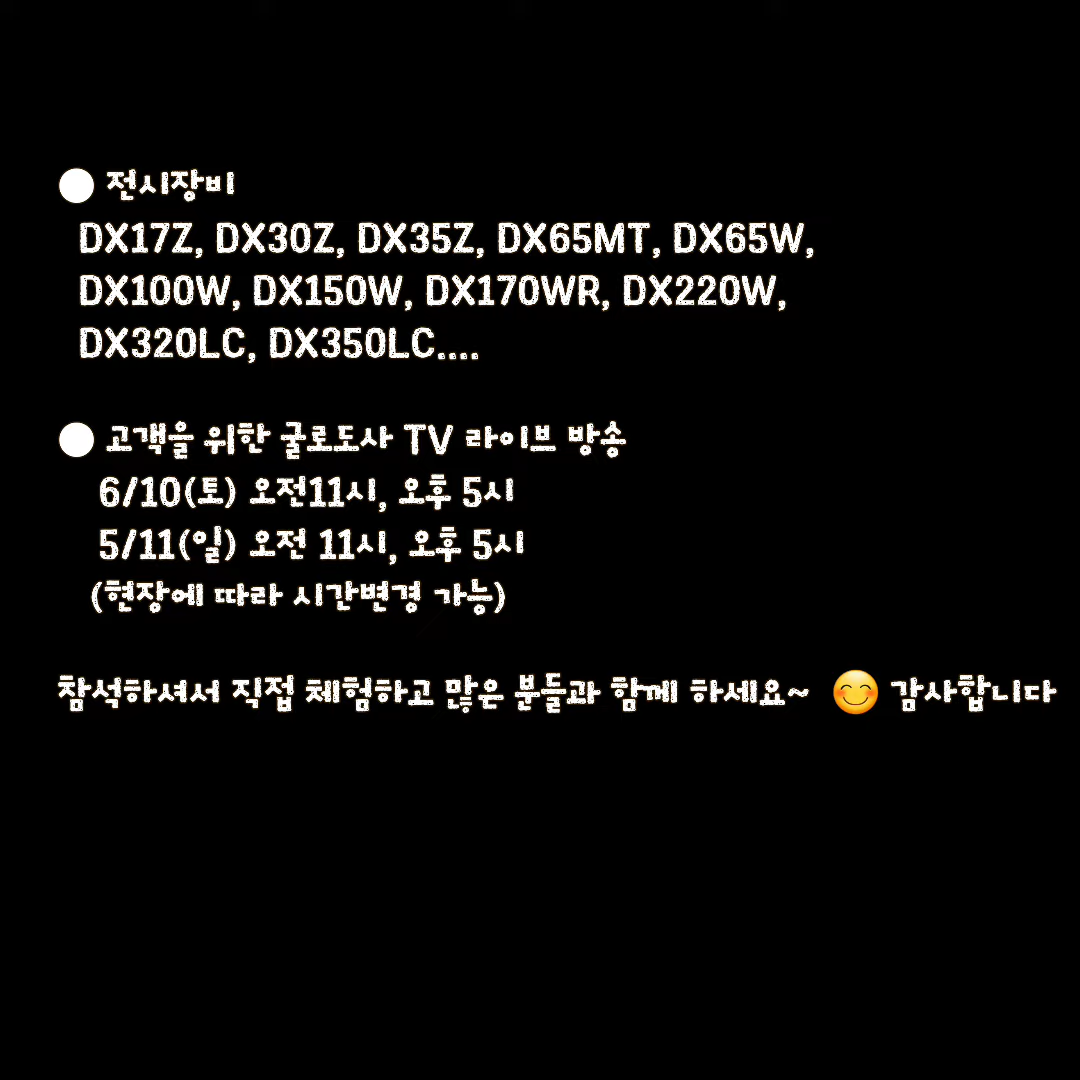 ● 전시장비
DX17Z, DX30Z, DX35Z, DX65MT, DX65W,
DX100W, DX150W, DX170WR, DX220W,
DX320LC, DX350LC....
● 고객을 위한 굴로도사 TV 라이브 방송
6/10(토) 오전11시, 오후 5시
5/11(일) 오전 11시, 오후 5시
(현장에 따라 시간변경 가능)
참석하셔서 직접 체험하고 많은 분들과 함께 하세요~ 😊 감사합니다